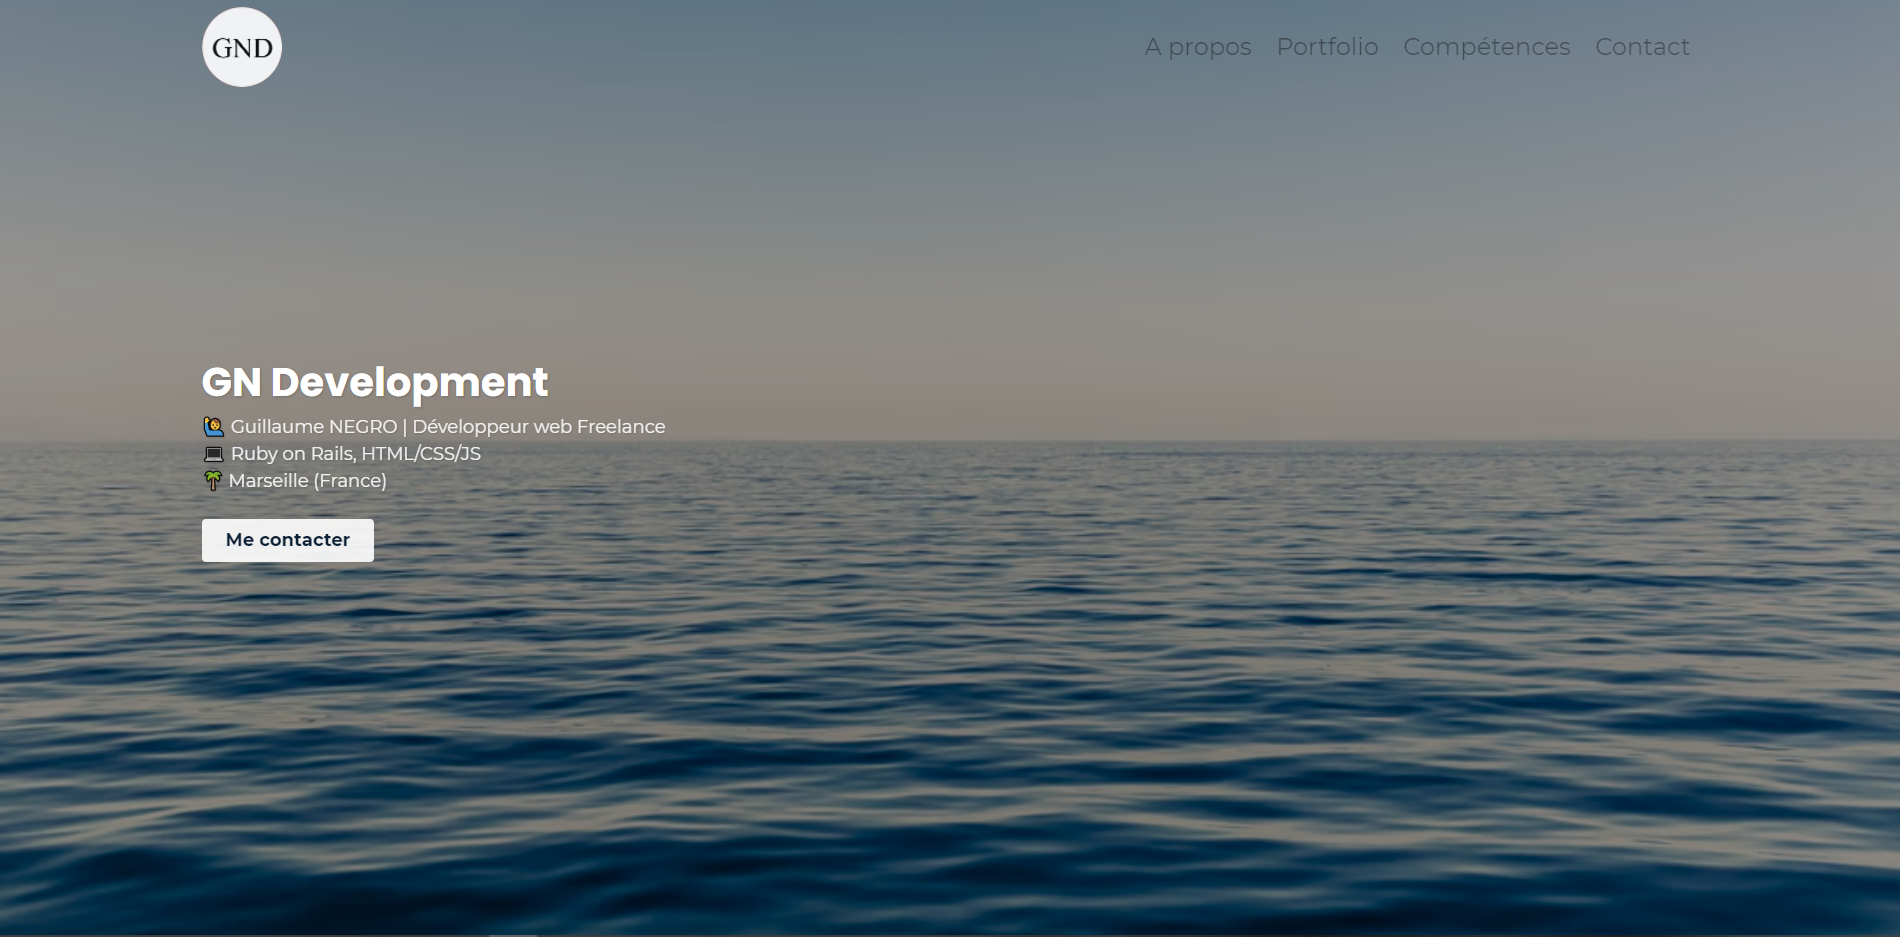 GND
A propos Portfolio Compétences Contact
GN Development
🙋 Guillaume NEGRO | Développeur web Freelance
💻 Ruby on Rails, HTML/CSS/JS
🌴 Marseille (France)
Me contacter